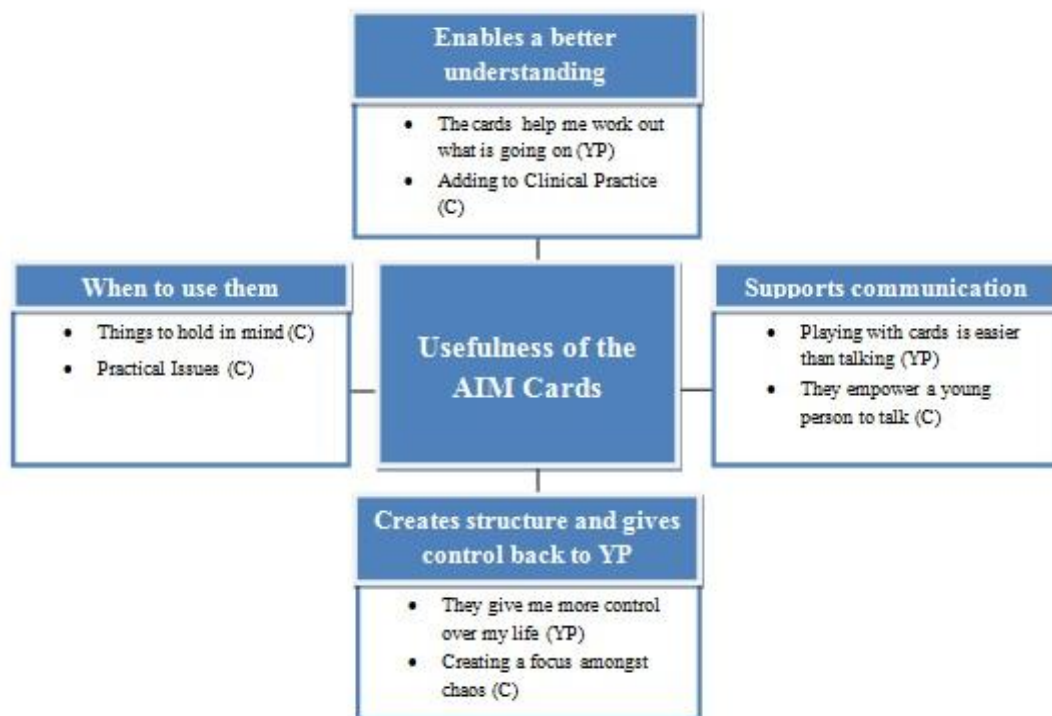 Enables a better
understanding
• The cards help me work out
what is going on (YP)
• Adding to Clinical Practice
(C)
When to use them
• Things to hold in mind (C)
• Practical Issues (C)
Usefulness of the
AIM Cards
Supports communication
• Playing with cards is easier
than talking (YP)
• They empower a young
person to talk (C)
Creates structure and gives
control back to YP
• They give me more control
over my life (YP)
• Creating a focus amongst
chaos (C)